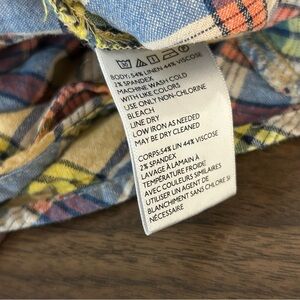 BODY: 54% LINEN 44% VISCOSE
2% SPANDEX
MACHINE WASH COLD
WITH LIKE COLORS
USE ONLY NON-CHLORINE
BLEACH
LINE DRY
LOW IRON AS NEEDED
MAY BE DRY CLEANED
CORPS: 54% LIN 44% VISCOSE
2% SPANDEX
LAVAGE À LA MAIN A
TEMPÉRATURE FROIDE
AVEC COULEURS SIMILAIRES
UTILISER UN AGENT DE
BLANCHIMENT SANS CHLORE SI
NÉCESSAIRE